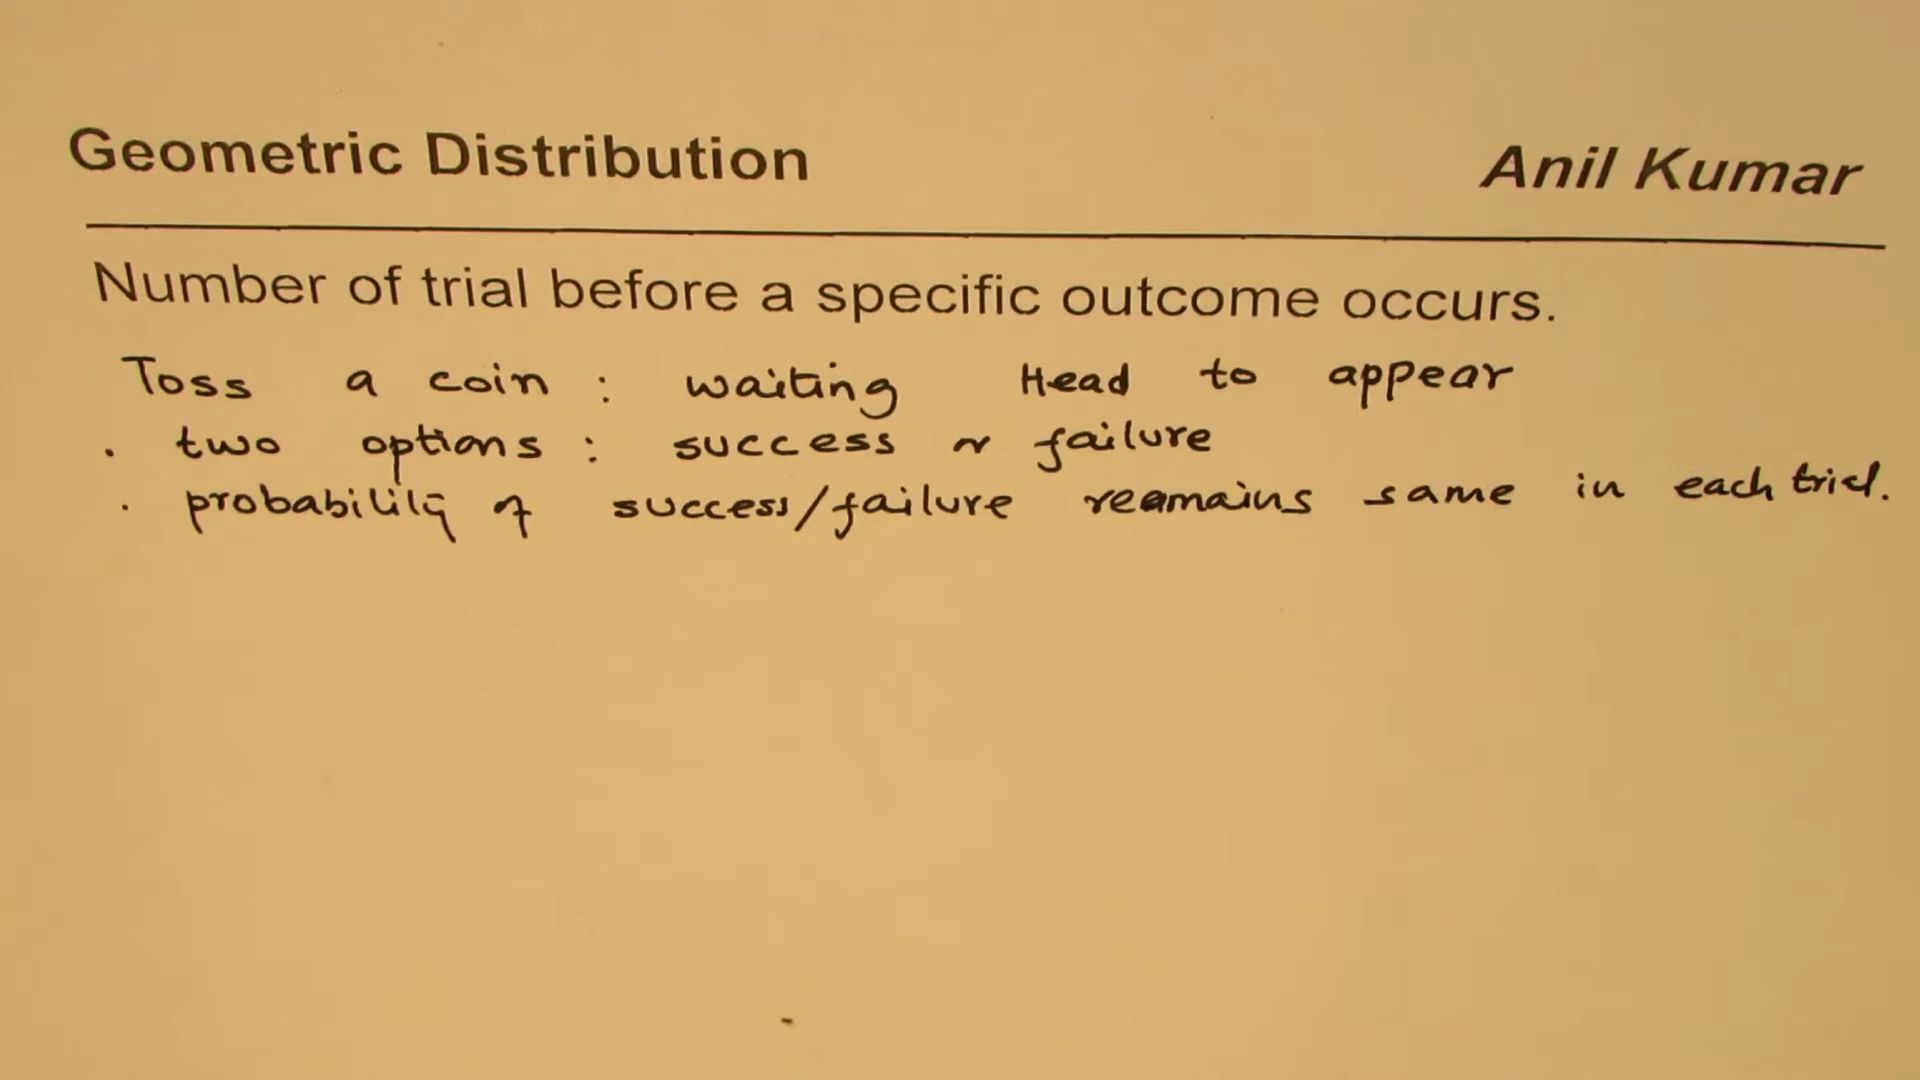 Geometric Distribution Anil Kumar
Number of trial before a specific outcome occurs.
Toss a coin : waiting Head to appear
. two options : success or failure
. probability of success/failure reamains same in each trial.